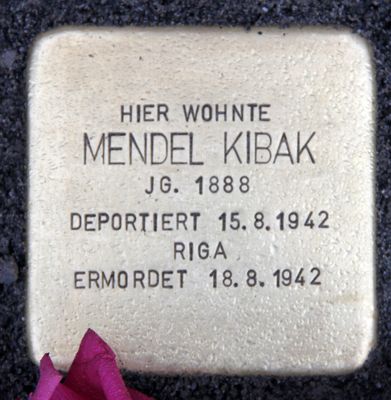 HIER WOHNTE
MENDEL KIBAK
JG. 1888
DEPORTIERT 15.8.1942
RIGA
ERMORDET 18.8.1942